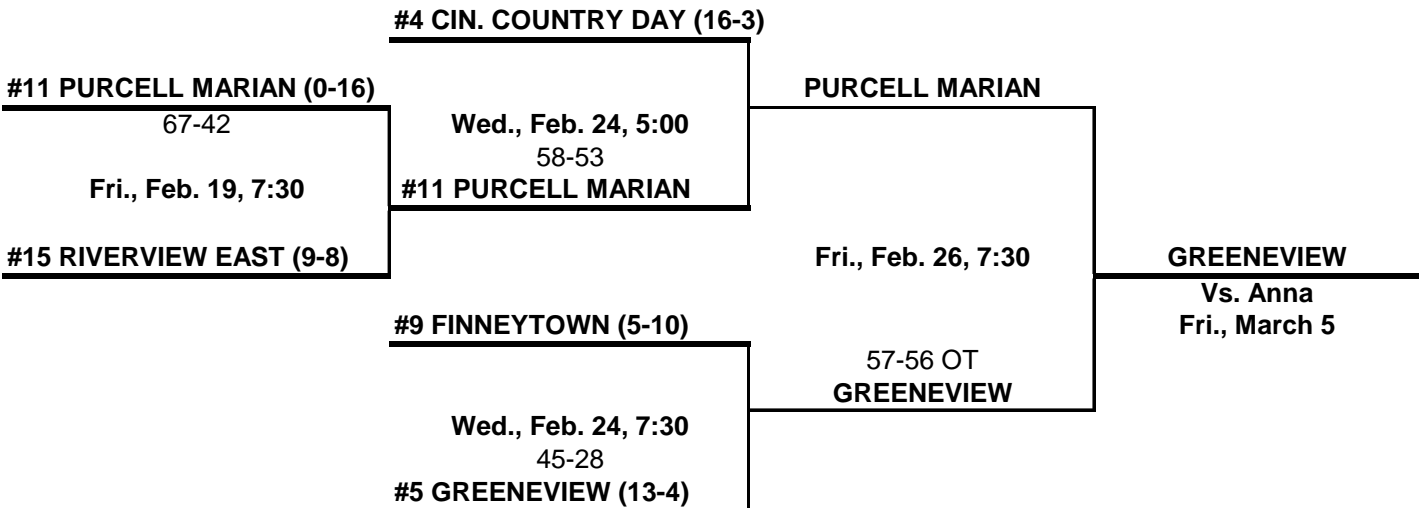 #4 CIN. COUNTRY DAY (16-3)
#11 PURCELL MARIAN (0-16)
PURCELL MARIAN
67-42
Wed., Feb. 24, 5:00
58-53
Fri., Feb. 19, 7:30
#11 PURCELL MARIAN
#15 RIVERVIEW EAST (9-8)
Fri., Feb. 26, 7:30
GREENEVIEW
Vs. Anna
Fri., March 5
#9 FINNEYTOWN (5-10)
57-56 OT
GREENEVIEW
Wed., Feb. 24, 7:30
45-28
#5 GREENEVIEW (13-4)